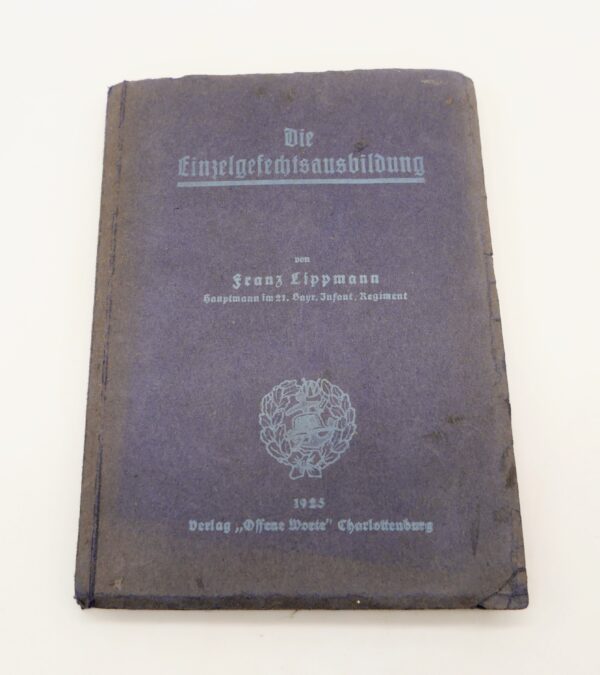 Die
Einzelgefechtsausbildung
von
Franz Lippmann
Hauptmann im 21. Bayr. Infant. Regiment
1925
Verlag „Offene Worte" Charlottenburg